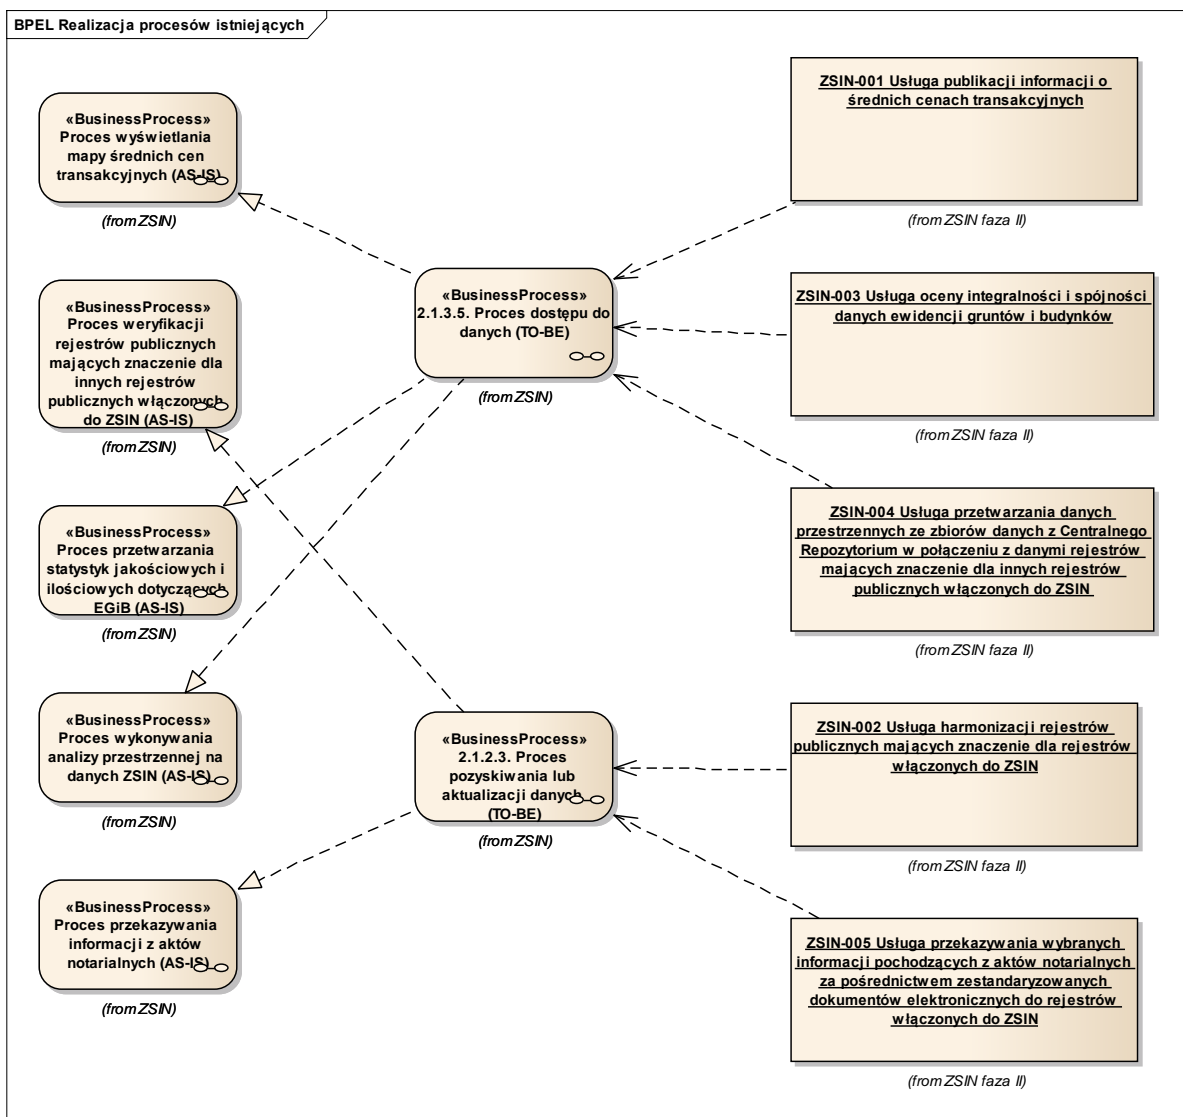 BPEL Realizacja procesów istniejących
«BusinessProcess»
Proces wyświetlania
mapy średnich cen
transakcyjnych (AS-IS)
(from ZSIN)
«BusinessProcess»
Proces weryfikacji
rejestrów publicznych
mających znaczenie dla
innych rejestrów
publicznych włączonych
do ZSIN (AS-IS)
(from ZSIN)
«BusinessProcess»
Proces przetwarzania
statystyk jakościowych i
ilościowych dotyczących
EGiB (AS-IS)
(from ZSIN)
«BusinessProcess»
Proces wykonywania
analizy przestrzennej na
danych ZSIN (AS-IS)
(from ZSIN)
«BusinessProcess»
Proces przekazywania
informacji z aktów
notarialnych (AS-IS)
(from ZSIN)
«BusinessProcess»
2.1.3.5. Proces dostępu do
danych (TO-BE)
(from ZSIN)
«BusinessProcess»
2.1.2.3. Proces
pozyskiwania lub
aktualizacji danych
(TO-BE)
(from ZSIN)
ZSIN-001 Usługa publikacji informacji o
średnich cenach transakcyjnych
(from ZSIN faza II)
ZSIN-003 Usługa oceny integralności i spójności
danych ewidencji gruntów i budynków
(from ZSIN faza II)
ZSIN-004 Usługa przetwarzania danych
przestrzennych ze zbiorów danych z Centralnego
Repozytorium w połączeniu z danymi rejestrów
mających znaczenie dla innych rejestrów
publicznych włączonych do ZSIN
(from ZSIN faza II)
ZSIN-002 Usługa harmonizacji rejestrów
publicznych mających znaczenie dla rejestrów
włączonych do ZSIN
(from ZSIN faza II)
ZSIN-005 Usługa przekazywania wybranych
informacji pochodzących z aktów notarialnych
za pośrednictwem zestandaryzowanych
dokumentów elektronicznych do rejestrów
włączonych do ZSIN
(from ZSIN faza II)